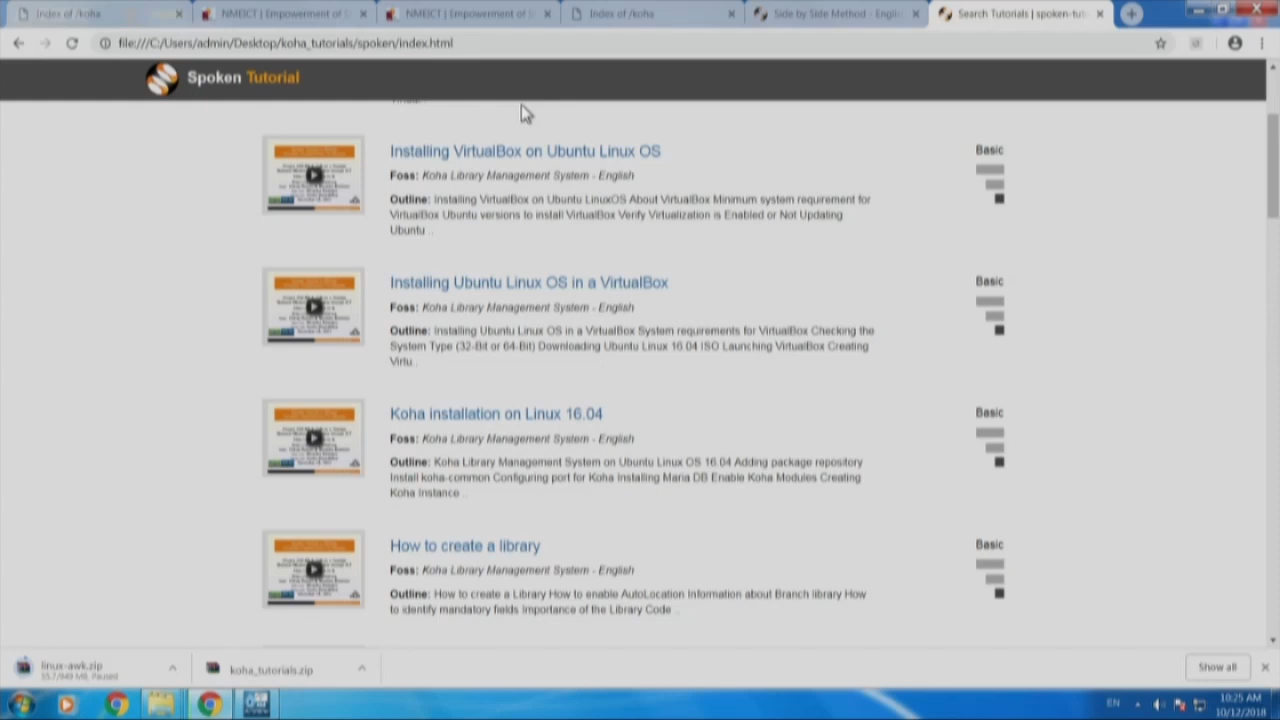 Index of /koha
NMEICT | Empowerment of S
NMEICT | Empowerment of S
Index of /koha
Side by Side Method - Englis
Search Tutorials | spoken-tuto
file:///C:/Users/admin/Desktop/koha_tutorials/spoken/index.html
Spoken Tutorial
Installing VirtualBox on Ubuntu Linux OS
Basic
Foss: Koha Library Management System - English
Outline: Installing VirtualBox on Ubuntu LinuxOS About VirtualBox Minimum system requirement for
VirtualBox Ubuntu versions to install VirtualBox Verify Virtualization is Enabled or Not Updating
Ubuntu ..
Installing Ubuntu Linux OS in a VirtualBox
Basic
Foss: Koha Library Management System - English
Outline: Installing Ubuntu Linux OS in a VirtualBox System requirements for VirtualBox Checking the
System Type (32-Bit or 64-Bit) Downloading Ubuntu Linux 16.04 ISO Launching VirtualBox Creating
Virtu..
Koha installation on Linux 16.04
Basic
Foss: Koha Library Management System - English
Outline: Koha Library Management System on Ubuntu Linux OS 16.04 Adding package repository
Install koha-common Configuring port for Koha Installing Maria DB Enable Koha Modules Creating
Koha Instance ..
How to create a library
Basic
Foss: Koha Library Management System - English
Outline: How to create a Library How to enable AutoLocation Information about Branch library How
to identify mandatory fields Importance of the Library Code ..
linux-awk.zip
55.7/949 MB, Paused
koha_tutorials.zip
Show all
EN
10:25 AM
10/12/2018